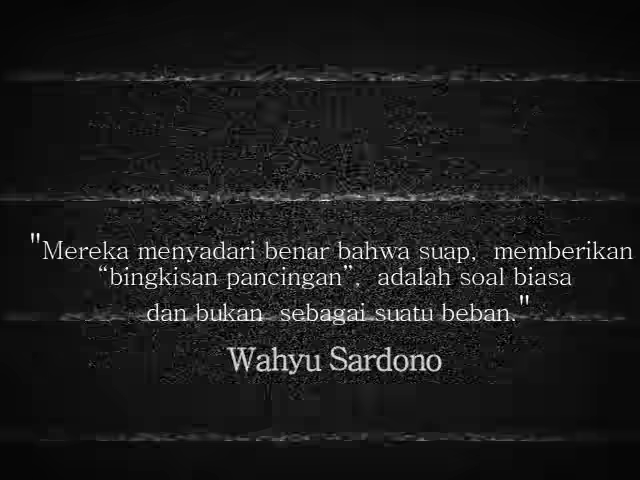 "Mereka menyadari benar bahwa suap, memberikan
“bingkisan pancingan”, adalah soal biasa
dan bukan sebagai suatu beban."
Wahyu Sardono